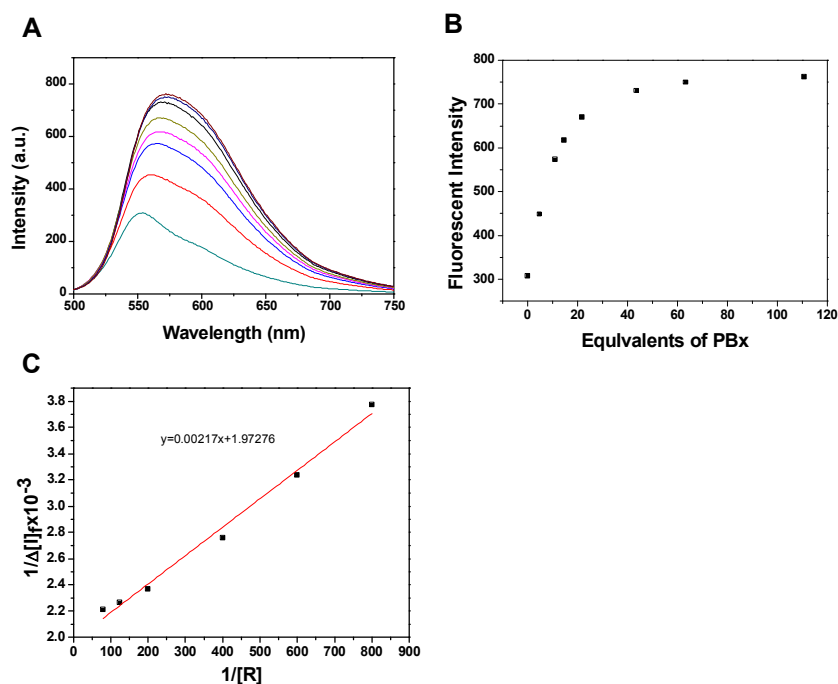 A
800
600
400
200
0
500 550 600 650 700 750
Intensity (a.u.)
Wavelength (nm)
B
800
700
600
500
400
300
0 20 40 60 80 100 120
Fluorescent Intensity
Equlvalents of PBx
C
3.8
3.6
3.4
3.2
3.0
2.8
2.6
2.4
2.2
2.0
0 100 200 300 400 500 600 700 800 900
1/Δ[I]fx10-3
1/[R]
y=0.00217x+1.97276